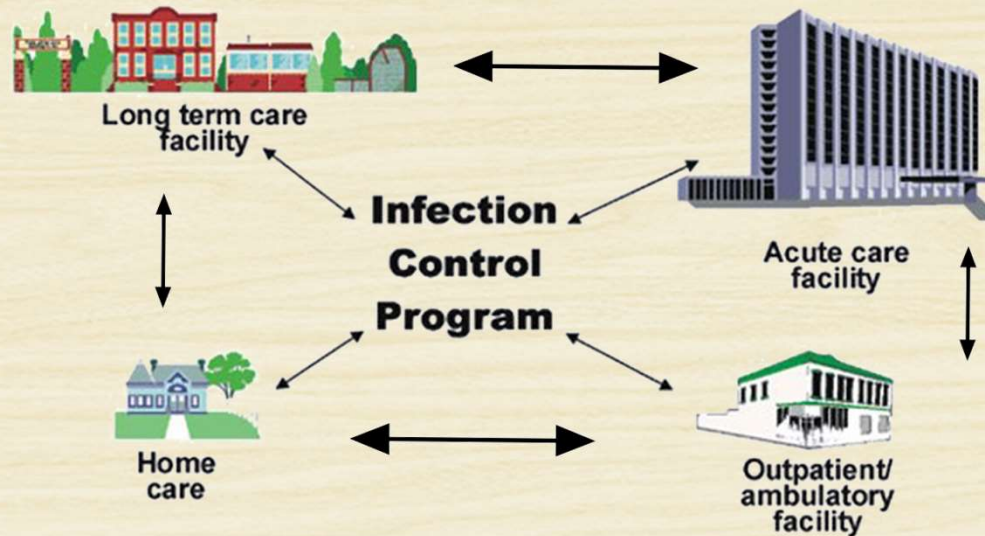 Long term care
facility
Infection
Control
Program
Acute care
facility
Home
care
Outpatient/
ambulatory
facility